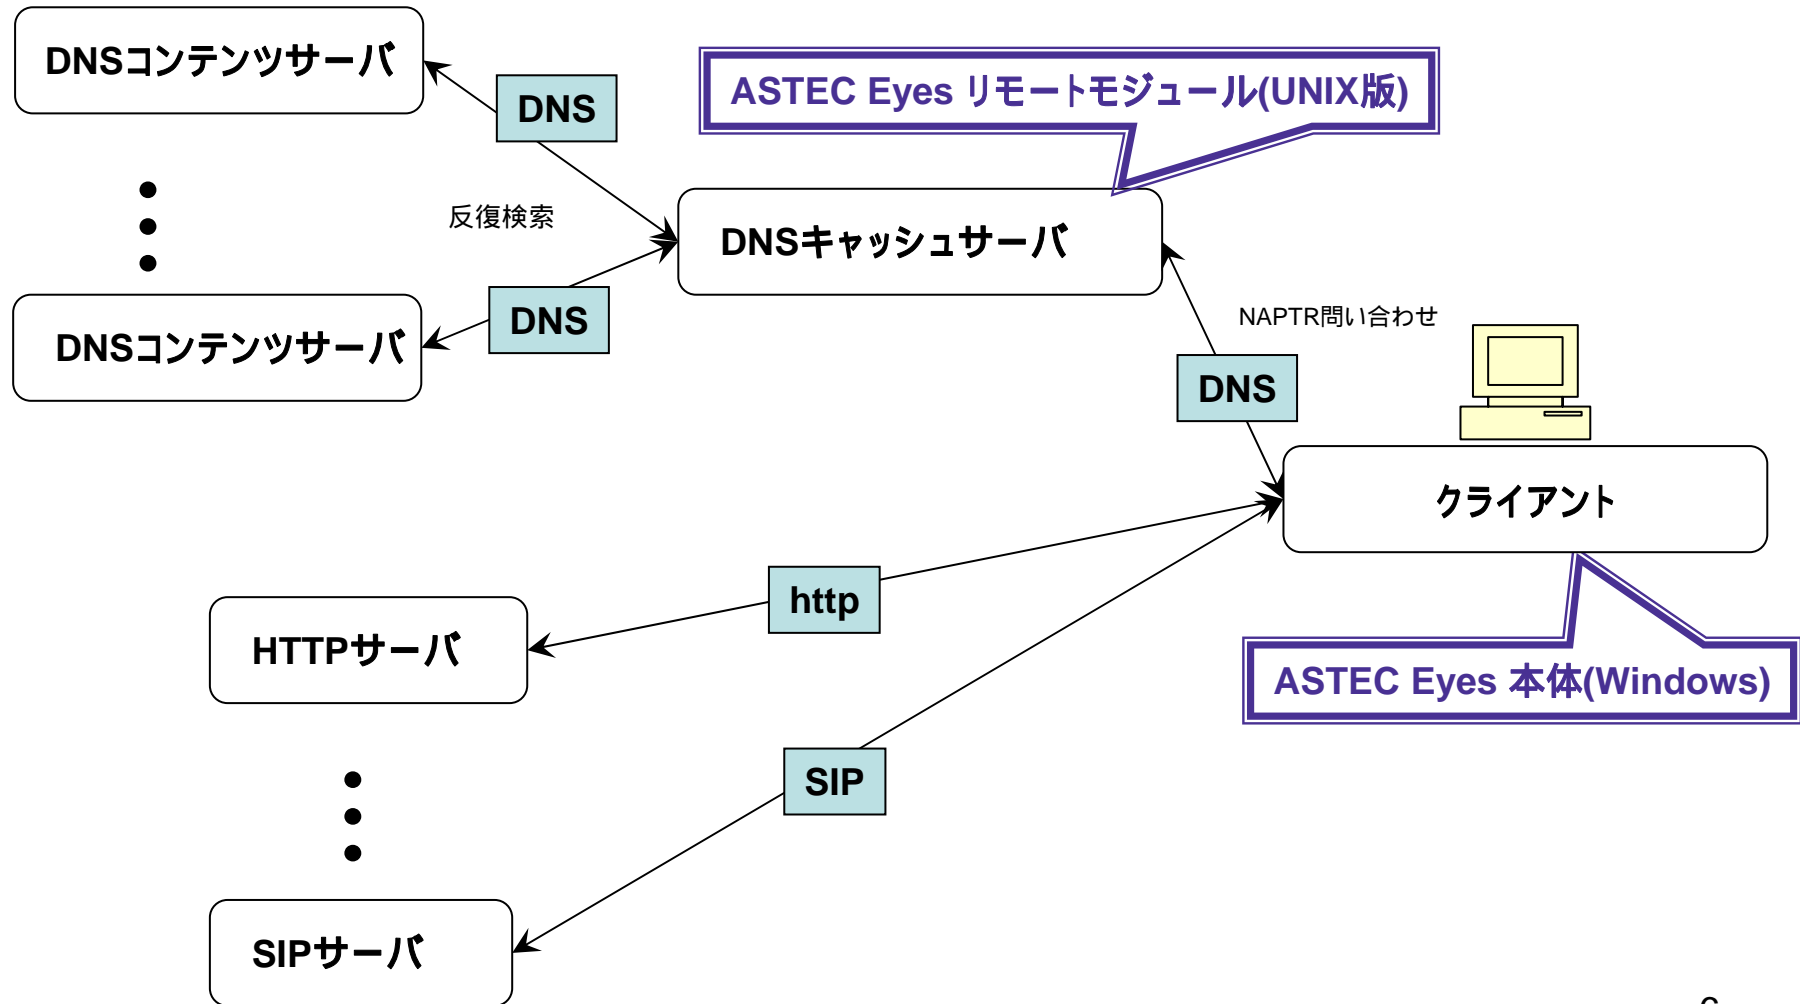 DNSコンテンツサーバ
DNS
ASTEC Eyes リモートモジュール(UNIX版)
反復検索
DNSキャッシュサーバ
DNS
DNSコンテンツサーバ
NAPTR問い合わせ
DNS
クライアント
http
HTTPサーバ
ASTEC Eyes 本体(Windows)
SIP
SIPサーバ